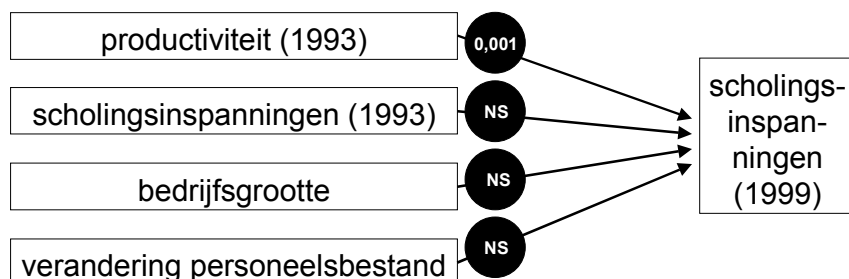 productiviteit (1993)
0,001
scholingsinspanningen (1993)
NS
bedrijfsgrootte
NS
verandering personeelsbestand
NS
scholings-
inspan-
ningen
(1999)